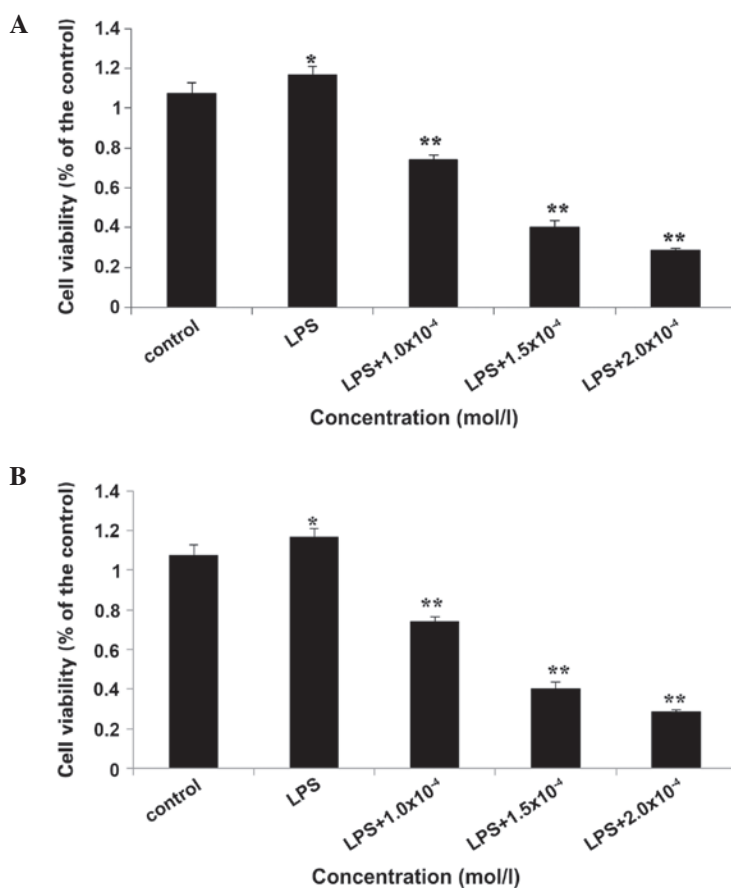 A
Cell viability (% of the control)
1.4
1.2
1
0.8
0.6
0.4
0.2
0
*
**
**
**
control
LPS
LPS+1.0x10⁻⁴
LPS+1.5x10⁻⁴
LPS+2.0x10⁻⁴
Concentration (mol/l)
B
Cell viability (% of the control)
1.4
1.2
1
0.8
0.6
0.4
0.2
0
*
**
**
**
control
LPS
LPS+1.0x10⁻⁴
LPS+1.5x10⁻⁴
LPS+2.0x10⁻⁴
Concentration (mol/l)